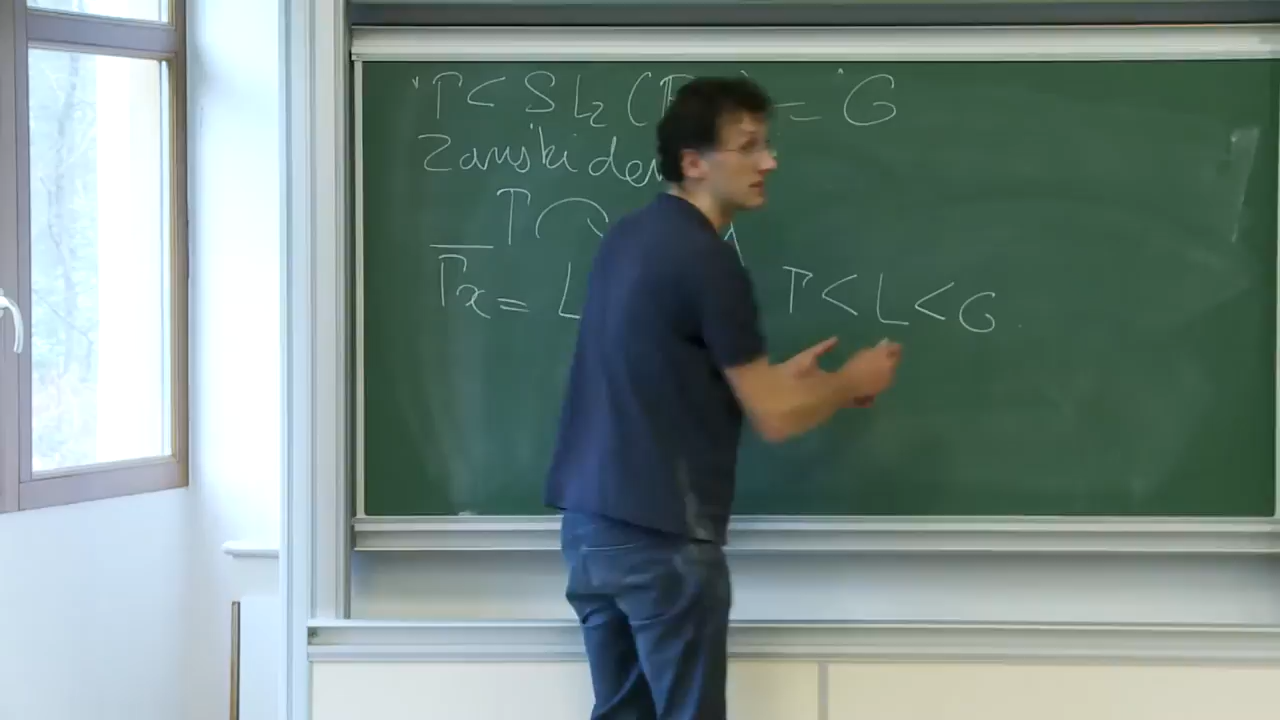 Γ < SL₂(R) = G
Zariski den
Γ ↷ Λ
Γx = L Γ < L < G